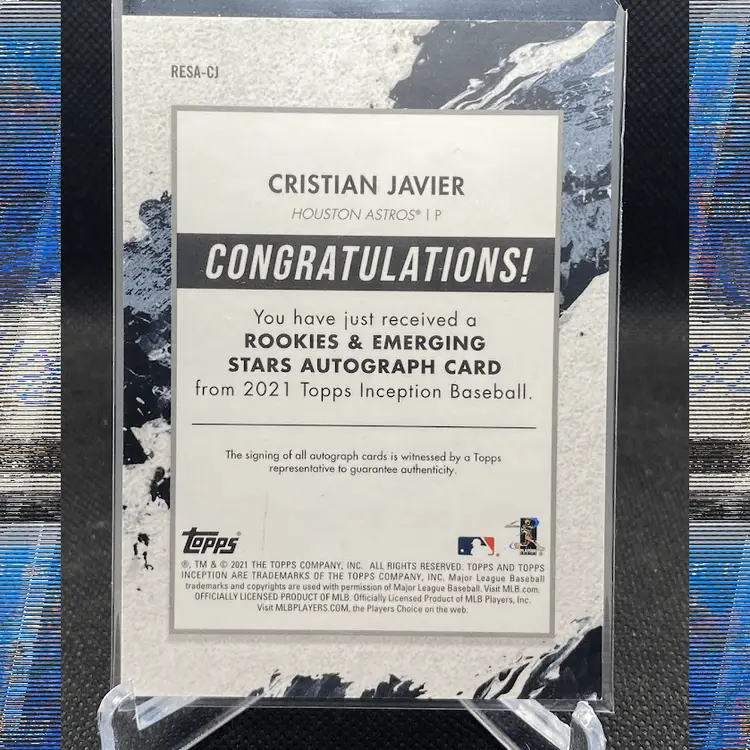 RESA-CJ
CRISTIAN JAVIER
HOUSTON ASTROS® | P
CONGRATULATIONS!
You have just received a
ROOKIES & EMERGING
STARS AUTOGRAPH CARD
from 2021 Topps Inception Baseball.
The signing of all autograph cards is witnessed by a Topps
representative to guarantee authenticity.
topps®
®, TM & © 2021 THE TOPPS COMPANY, INC. ALL RIGHTS RESERVED. TOPPS AND TOPPS
INCEPTION ARE TRADEMARKS OF THE TOPPS COMPANY, INC. Major League Baseball
trademarks and copyrights are used with permission of Major League Baseball. Visit MLB.com.
OFFICIALLY LICENSED PRODUCT OF MLB. Officially Licensed Product of MLB Players, Inc.
Visit MLBPLAYERS.COM, the Players Choice on the web.